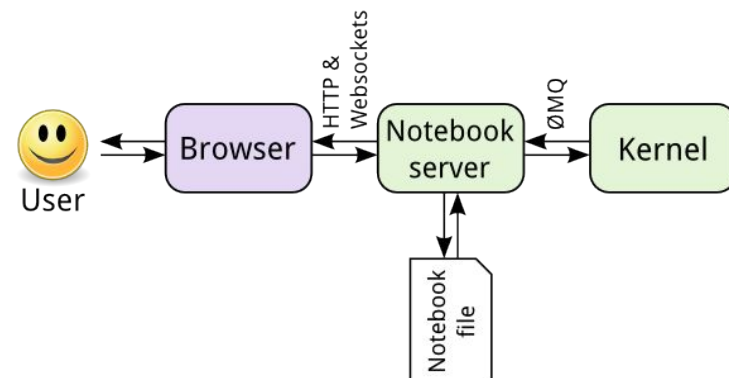 User
Browser
HTTP &
Websockets
Notebook
server
ØMQ
Kernel
Notebook
file